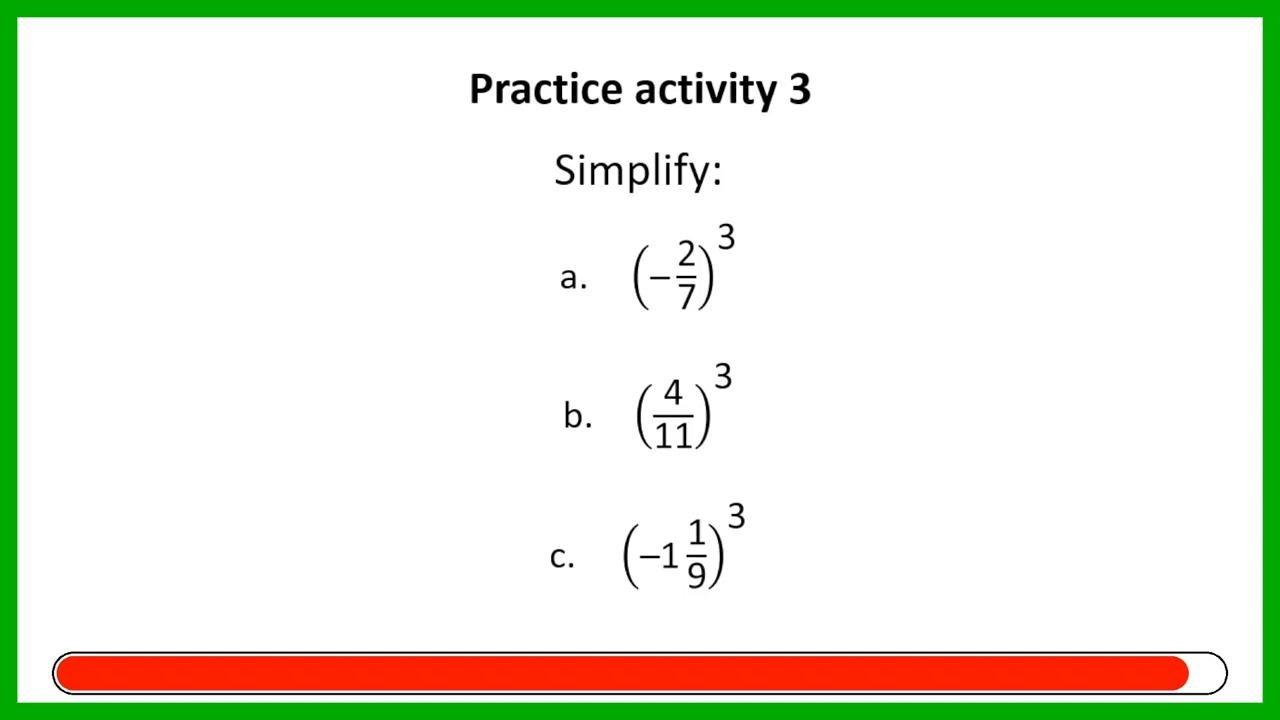 Practice activity 3
Simplify:
a. (−2/7)³
b. (4/11)³
c. (−1 1/9)³